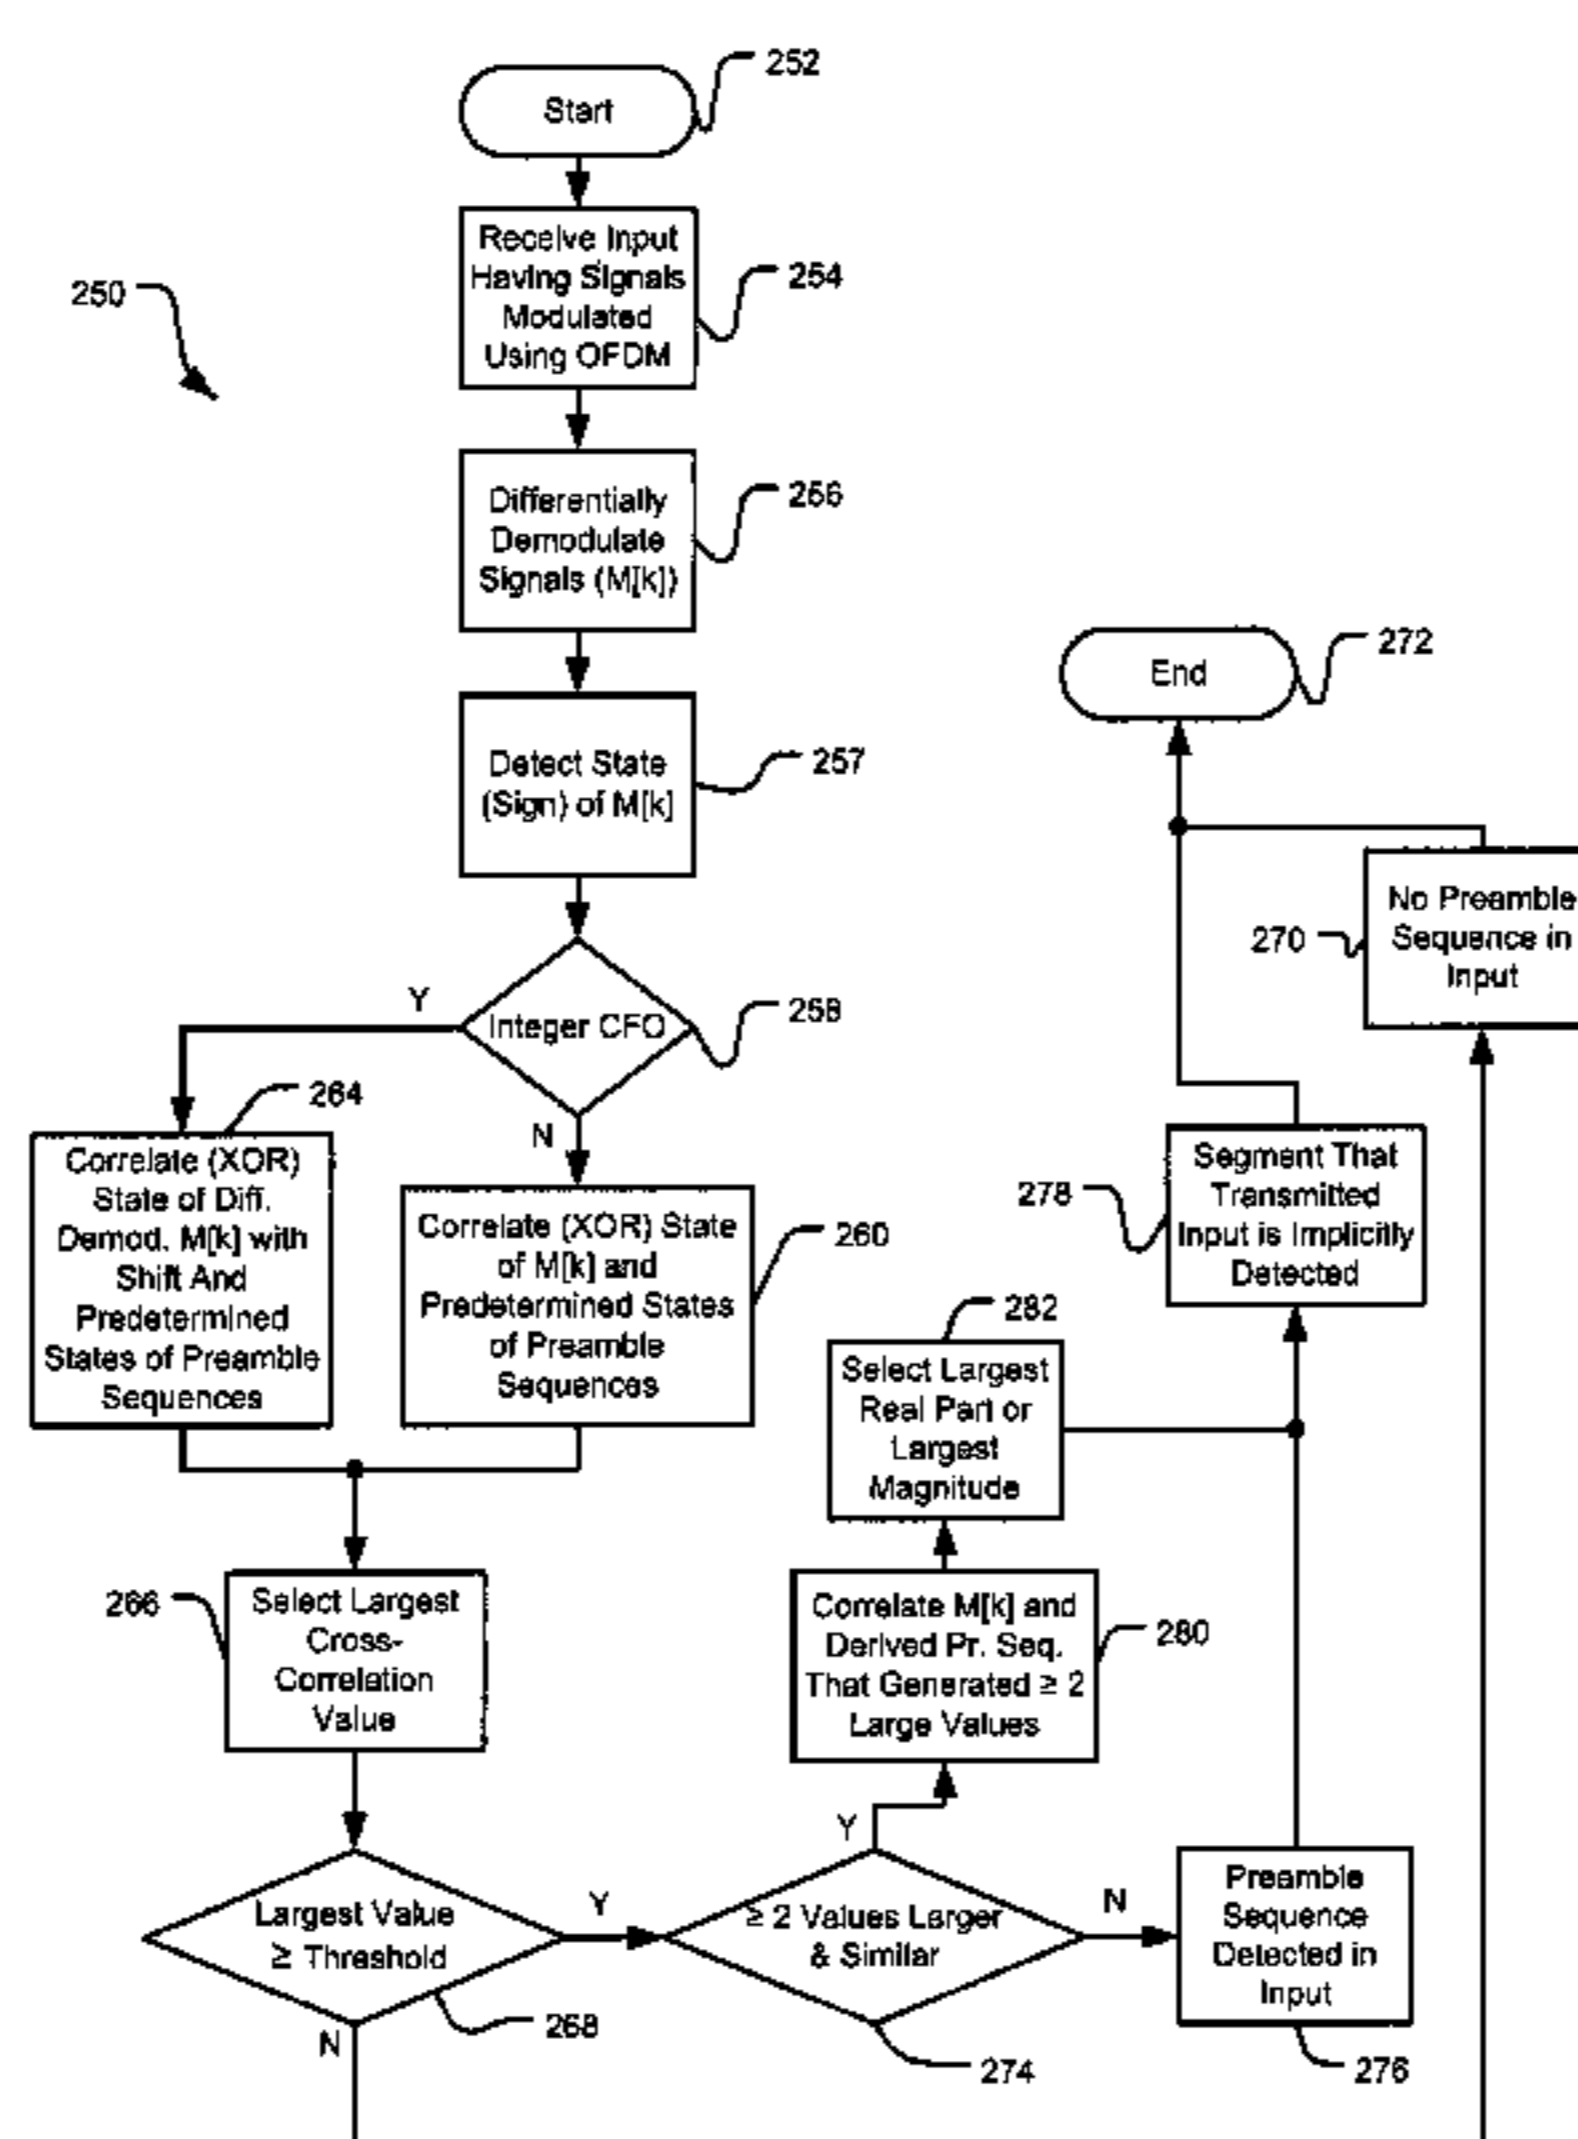 252
Start
250
Receive Input
Having Signals
Modulated
Using OFDM
254
Differentially
Demodulate
Signals (M[k])
256
Detect State
(Sign) of M[k]
257
Integer CFO
258
Y
N
264
Correlate (XOR)
State of Diff.
Demod. M[k] with
Shift And
Predetermined
States of Preamble
Sequences
Correlate (XOR) State
of M[k] and
Predetermined States
of Preamble
Sequences
260
266
Select Largest
Cross-
Correlation
Value
Largest Value
≥ Threshold
268
Y
N
≥ 2 Values Larger
& Similar
274
Y
N
Correlate M[k] and
Derived Pr. Seq.
That Generated ≥ 2
Large Values
280
282
Select Largest
Real Part or
Largest
Magnitude
Preamble
Sequence
Detected in
Input
276
278
Segment That
Transmitted
Input is Implicitly
Detected
270
No Preamble
Sequence in
Input
End
272